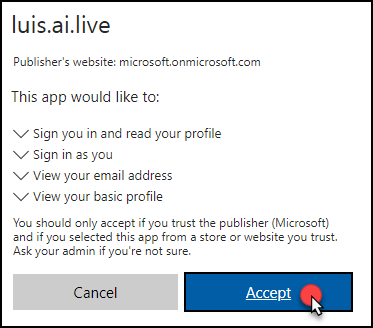 luis.ai.live
Publisher's website: microsoft.onmicrosoft.com
This app would like to:
Sign you in and read your profile
Sign in as you
View your email address
View your basic profile
You should only accept if you trust the publisher (Microsoft)
and if you selected this app from a store or website you trust.
Ask your admin if you're not sure.
Cancel
Accept